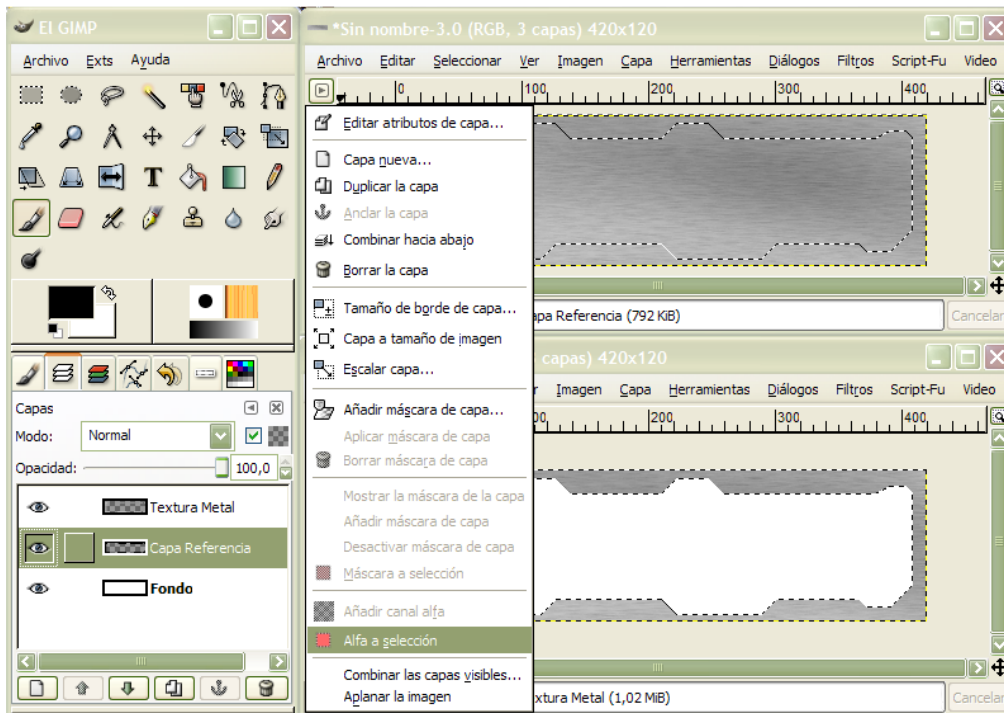 El GIMP
Archivo Exts Ayuda
Capas
Modo: Normal
Opacidad: 100,0
Textura Metal
Capa Referencia
Fondo
*Sin nombre-3.0 (RGB, 3 capas) 420x120
Archivo Editar Seleccionar Ver Imagen Capa Herramientas Diálogos Filtros Script-Fu Video
0 100 200 300 400
Editar atributos de capa...
Capa nueva...
Duplicar la capa
Anclar la capa
Combinar hacia abajo
Borrar la capa
Tamaño de borde de capa...
Capa a tamaño de imagen
Escalar capa...
Añadir máscara de capa...
Aplicar máscara de capa
Borrar máscara de capa
Mostrar la máscara de la capa
Añadir máscara de capa
Desactivar máscara de capa
Máscara a selección
Añadir canal alfa
Alfa a selección
Combinar las capas visibles...
Aplanar la imagen
apa Referencia (792 KiB) Cancelar
capas) 420x120
r Imagen Capa Herramientas Diálogos Filtros Script-Fu Video
00 200 300 400
xtura Metal (1,02 MiB) Cancelar